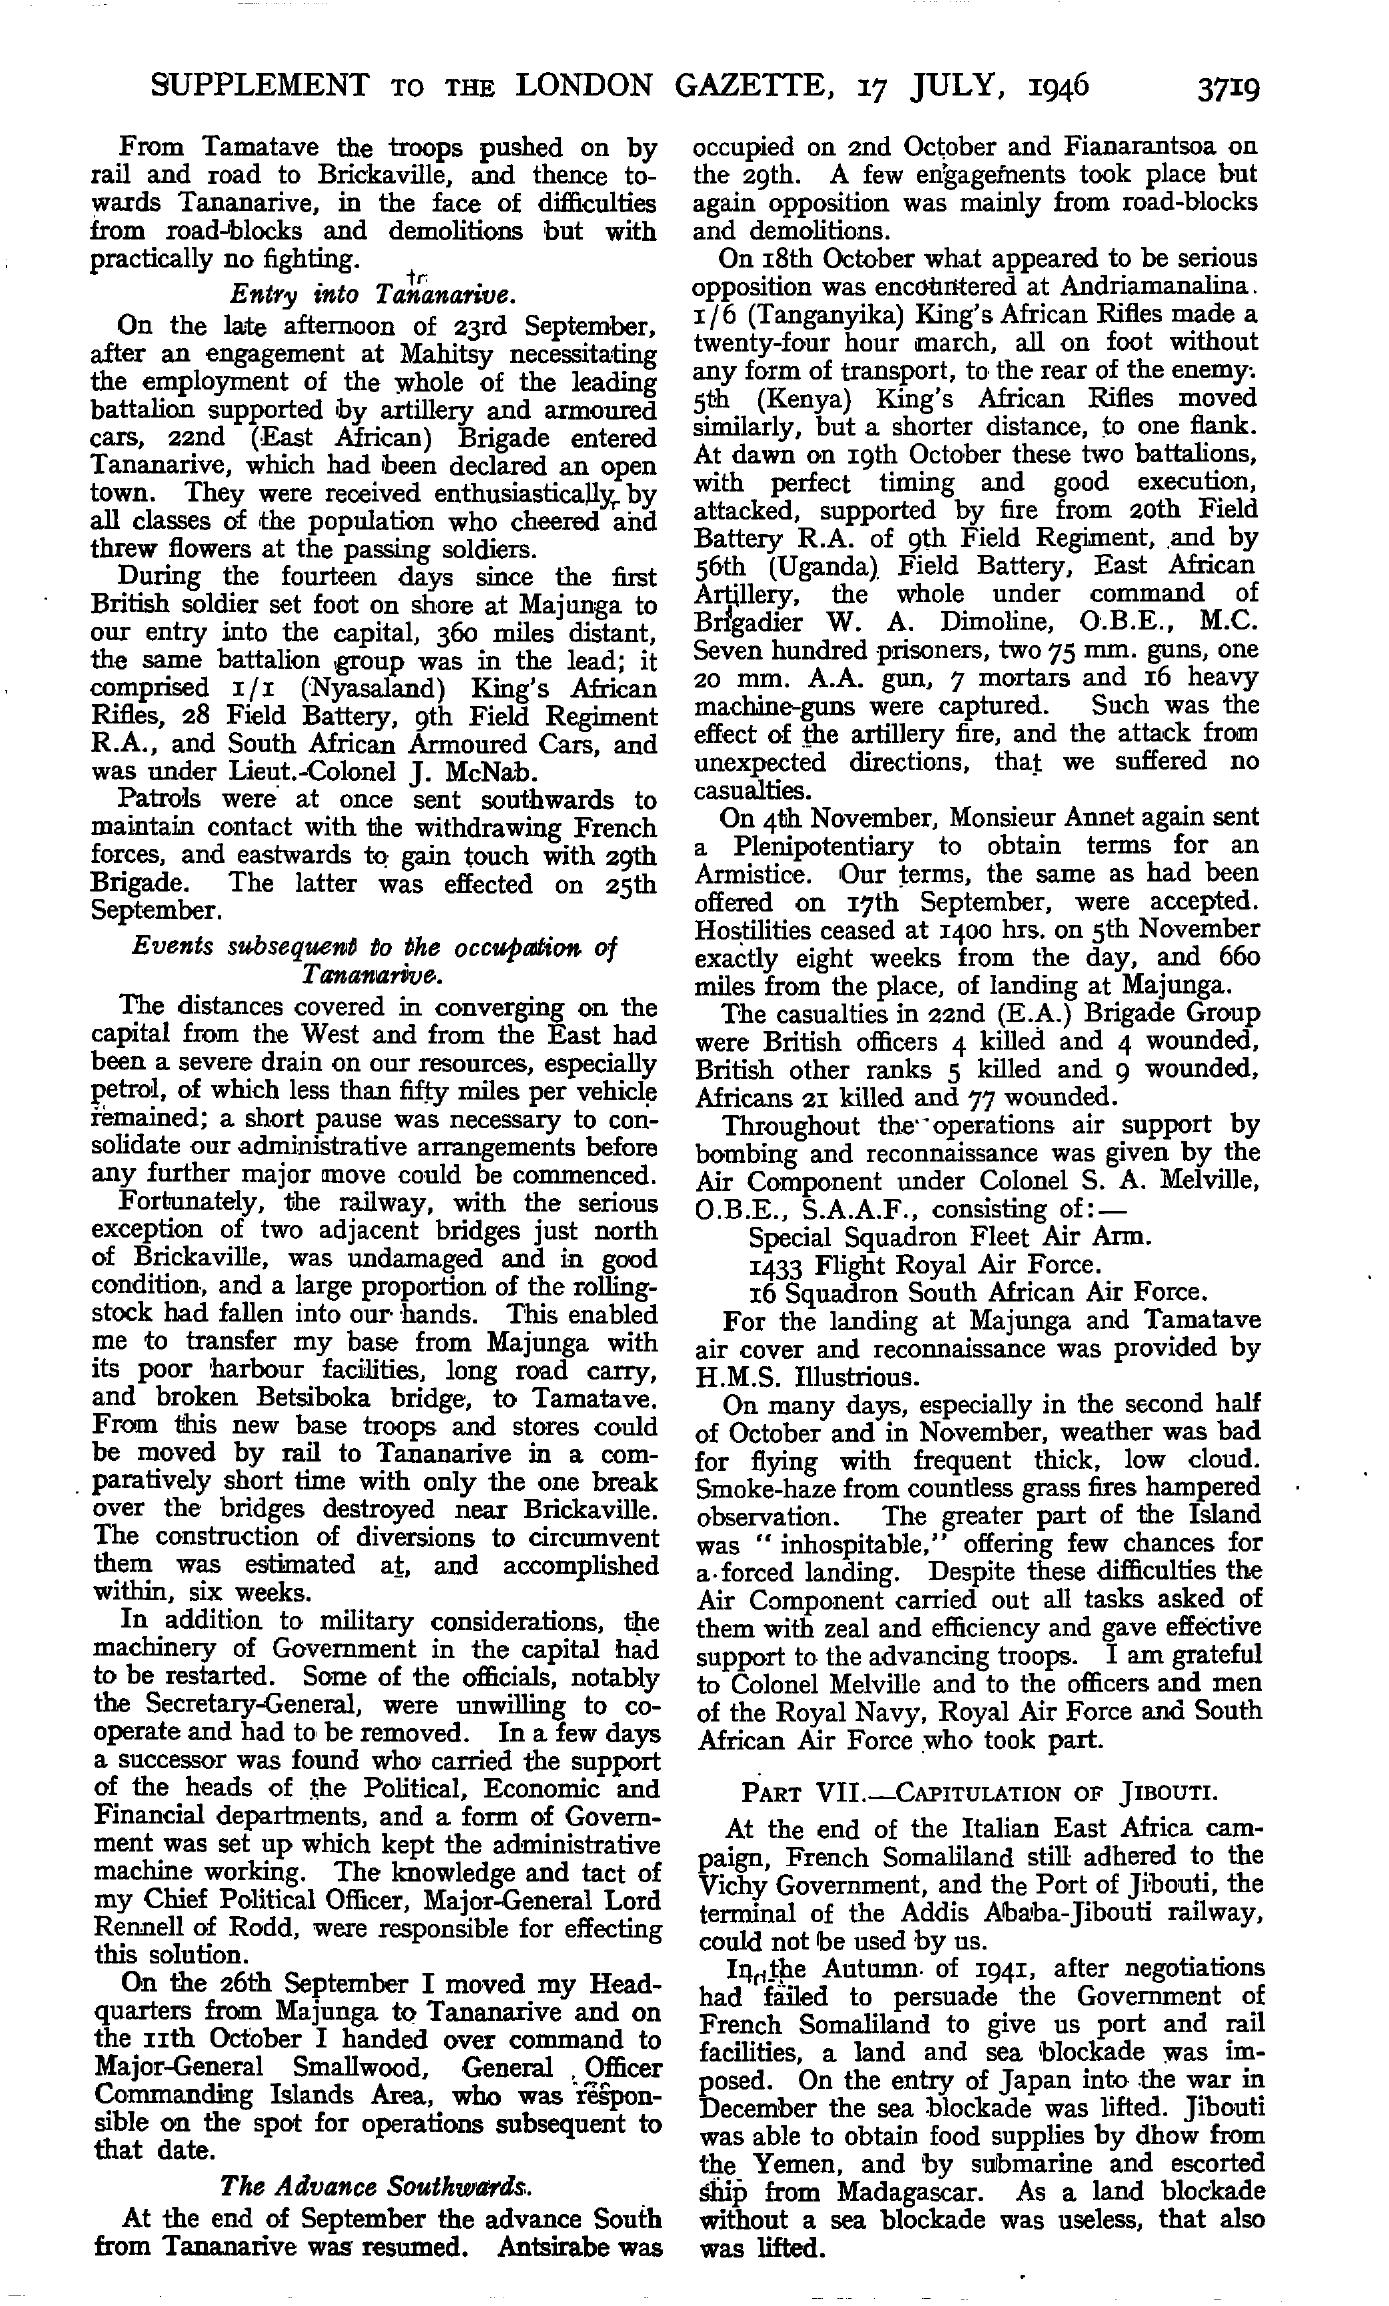 SUPPLEMENT TO THE LONDON GAZETTE, 17 JULY, 1946 3719
From Tamatave the troops pushed on by
rail and road to Brickaville, and thence to-
wards Tananarive, in the face of difficulties
from road-blocks and demolitions but with
practically no fighting.
Entry into Tananarive.
On the late afternoon of 23rd September,
after an engagement at Mahitsy necessitating
the employment of the whole of the leading
battalion supported by artillery and armoured
cars, 22nd (East African) Brigade entered
Tananarive, which had been declared an open
town. They were received enthusiastically by
all classes of the population who cheered and
threw flowers at the passing soldiers.
During the fourteen days since the first
British soldier set foot on shore at Majunga to
our entry into the capital, 360 miles distant,
the same battalion group was in the lead; it
comprised 1/1 (Nyasaland) King's African
Rifles, 28 Field Battery, 9th Field Regiment
R.A., and South African Armoured Cars, and
was under Lieut.-Colonel J. McNab.
Patrols were at once sent southwards to
maintain contact with the withdrawing French
forces, and eastwards to gain touch with 29th
Brigade. The latter was effected on 25th
September.
Events subsequent to the occupation of
Tananarive.
The distances covered in converging on the
capital from the West and from the East had
been a severe drain on our resources, especially
petrol, of which less than fifty miles per vehicle
remained; a short pause was necessary to con-
solidate our administrative arrangements before
any further major move could be commenced.
Fortunately, the railway, with the serious
exception of two adjacent bridges just north
of Brickaville, was undamaged and in good
condition, and a large proportion of the rolling-
stock had fallen into our hands. This enabled
me to transfer my base from Majunga with
its poor harbour facilities, long road carry,
and broken Betsiboka bridge, to Tamatave.
From this new base troops and stores could
be moved by rail to Tananarive in a com-
paratively short time with only the one break
over the bridges destroyed near Brickaville.
The construction of diversions to circumvent
them was estimated at, and accomplished
within, six weeks.
In addition to military considerations, the
machinery of Government in the capital had
to be restarted. Some of the officials, notably
the Secretary-General, were unwilling to co-
operate and had to be removed. In a few days
a successor was found who carried the support
of the heads of the Political, Economic and
Financial departments, and a form of Govern-
ment was set up which kept the administrative
machine working. The knowledge and tact of
my Chief Political Officer, Major-General Lord
Rennell of Rodd, were responsible for effecting
this solution.
On the 26th September I moved my Head-
quarters from Majunga to Tananarive and on
the 11th October I handed over command to
Major-General Smallwood, General Officer
Commanding Islands Area, who was respon-
sible on the spot for operations subsequent to
that date.
The Advance Southwards.
At the end of September the advance South
from Tananarive was resumed. Antsirabe was
occupied on 2nd October and Fianarantsoa on
the 29th. A few engagements took place but
again opposition was mainly from road-blocks
and demolitions.
On 18th October what appeared to be serious
opposition was encountered at Andriamanalina.
1/6 (Tanganyika) King's African Rifles made a
twenty-four hour march, all on foot without
any form of transport, to the rear of the enemy.
5th (Kenya) King's African Rifles moved
similarly, but a shorter distance, to one flank.
At dawn on 19th October these two battalions,
with perfect timing and good execution,
attacked, supported by fire from 20th Field
Battery R.A. of 9th Field Regiment, and by
56th (Uganda) Field Battery, East African
Artillery, the whole under command of
Brigadier W. A. Dimoline, O.B.E., M.C.
Seven hundred prisoners, two 75 mm. guns, one
20 mm. A.A. gun, 7 mortars and 16 heavy
machine-guns were captured. Such was the
effect of the artillery fire, and the attack from
unexpected directions, that we suffered no
casualties.
On 4th November, Monsieur Annet again sent
a Plenipotentiary to obtain terms for an
Armistice. Our terms, the same as had been
offered on 17th September, were accepted.
Hostilities ceased at 1400 hrs. on 5th November
exactly eight weeks from the day, and 660
miles from the place, of landing at Majunga.
The casualties in 22nd (E.A.) Brigade Group
were British officers 4 killed and 4 wounded,
British other ranks 5 killed and 9 wounded,
Africans 21 killed and 77 wounded.
Throughout the operations air support by
bombing and reconnaissance was given by the
Air Component under Colonel S. A. Melville,
O.B.E., S.A.A.F., consisting of:—
Special Squadron Fleet Air Arm.
1433 Flight Royal Air Force.
16 Squadron South African Air Force.
For the landing at Majunga and Tamatave
air cover and reconnaissance was provided by
H.M.S. Illustrious.
On many days, especially in the second half
of October and in November, weather was bad
for flying with frequent thick, low cloud.
Smoke-haze from countless grass fires hampered
observation. The greater part of the Island
was "inhospitable," offering few chances for
a forced landing. Despite these difficulties the
Air Component carried out all tasks asked of
them with zeal and efficiency and gave effective
support to the advancing troops. I am grateful
to Colonel Melville and to the officers and men
of the Royal Navy, Royal Air Force and South
African Air Force who took part.
PART VII.—CAPITULATION OF JIBOUTI.
At the end of the Italian East Africa cam-
paign, French Somaliland still adhered to the
Vichy Government, and the Port of Jibouti, the
terminal of the Addis Ababa-Jibouti railway,
could not be used by us.
In the Autumn of 1941, after negotiations
had failed to persuade the Government of
French Somaliland to give us port and rail
facilities, a land and sea blockade was im-
posed. On the entry of Japan into the war in
December the sea blockade was lifted. Jibouti
was able to obtain food supplies by dhow from
the Yemen, and by submarine and escorted
ship from Madagascar. As a land blockade
without a sea blockade was useless, that also
was lifted.